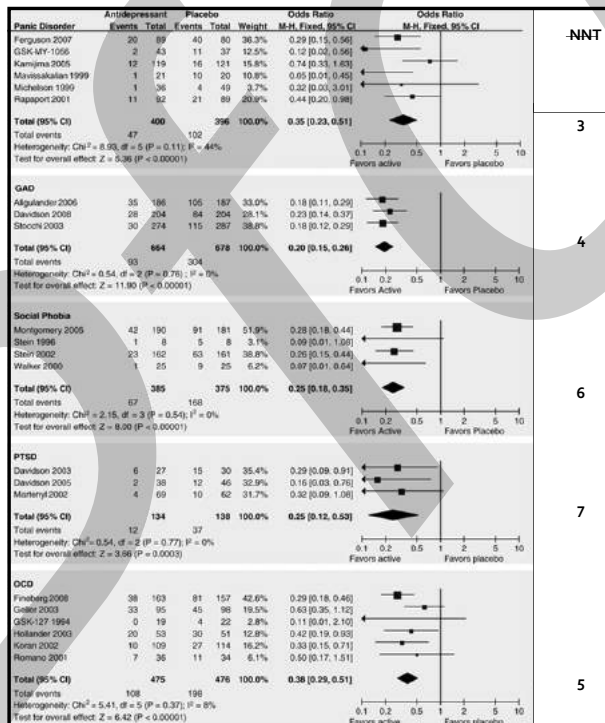 Antidepressant Placebo Odds Ratio Odds Ratio
Panic Disorder Events Total Events Total Weight M-H, Fixed, 95% CI M-H, Fixed, 95% CI NNT
Ferguson 2007 20 89 40 80 36.3% 0.29 [0.15, 0.56]
GSK-MY-1056 2 43 11 37 12.5% 0.12 [0.02, 0.56]
Kamijima 2005 12 119 16 121 15.5% 0.74 [0.33, 1.63]
Mavissakalian 1999 1 21 10 20 10.9% [0.01, 0.45]
Michelson 1999 1 36 4 49 0.32 [0.03, 3.01]
Rapaport 2001 11 92 21 89 20.9% 0.44 [0.20, 0.98]
Total (95% CI) 400 396 100.0% 0.35 [0.23, 0.51] 3
Total events 47 102
Heterogeneity: Chi² = 8.93, df = 5 (P = 0.11); I² = 44%
Test for overall effect: Z = 5.36 (P < 0.00001)
0.1 0.2 0.5 1 2 5 10
Favors active Favors placebo
GAD
Allgulander2006 35 186 105 187 33.0% 0.18 [0.11, 0.29]
Davidson 2008 28 204 84 204 28.1% 0.23 [0.14, 0.37]
Stocchi 2003 30 274 115 287 38.8% 0.18 [0.12, 0.29]
Total (95% CI) 664 678 100.0% 0.20 [0.15, 0.26] 4
Total events 93 304
Heterogeneity: Chi² = 0.54, df = 2 (P = 0.76) ; I² = 0%
Test for overall effect: Z = 11.90 (P < 0.00001)
0.1 0.2 0.5 1 2 5 10
Favors Active Favors Placebo
Social Phobia
Montgomery 2005 42 190 91 181 51.9% 0.28 [0.18, 0.44]
Stein 1996 1 8 5 8 3.1% 0.09 [0.01, 1.08]
Stein 2002 23 162 63 161 38.8% 0.26 [0.15, 0.44]
Walker 2000 1 25 9 25 6.2% 0.07 [0.01, 0.64]
Total (95% CI) 385 375 100.0% 0.25 [0.18, 0.35] 6
Total events 67 168
Heterogeneity: Chi² = 2.15, df = 3 (P = 0.54); I² = 0%
Test for overall effect: Z = 8.00 (P < 0.00001)
0.1 0.2 0.5 1 2 5 10
Favors Active Favors Placebo
PTSD
Davidson 2003 6 27 15 30 35.4% 0.29 [0.09, 0.91]
Davidson 2005 2 38 12 46 32.9% 0.16 [0.03, 0.76]
Martenyi 2002 4 69 10 62 31.7% 0.32 [0.09, 1.08]
Total (95% CI) 134 138 100.0% 0.25 [0.12, 0.53] 7
Total events 12 37
Heterogeneity: Chi² = 0.54, df = 2 (P = 0.77); I² = 0%
Test for overall effect: Z = 3.66 (P = 0.0003)
0.1 0.2 0.5 1 2 5 10
Favors active Favors placebo
OCD
Fineberg 2008 38 163 81 157 42.6% 0.29 [0.18, 0.46]
Geller 2003 33 95 45 98 19.5% 0.63 [0.35, 1.12]
GSK-127 1994 0 19 4 22 2.8% 0.11 [0.01, 2.10]
Hollander 2003 20 53 30 51 0.42 [0.19, 0.93]
Koran 2002 10 109 27 114 0.33 [0.15, 0.71]
Romano 2001 7 36 11 34 6.1% 0.50 [0.17, 1.51]
Total (95% CI) 475 476 100.0% 0.38 [0.29, 0.51] 5
Total events 108 198
Heterogeneity: Chi² = 5.41, df = 5 (P = 0.37); I² = 8%
Test for overall effect: Z = 6.42 (P < 0.00001)
0.1 0.2 0.5 1 2 5 10
Favors active Favors placebo